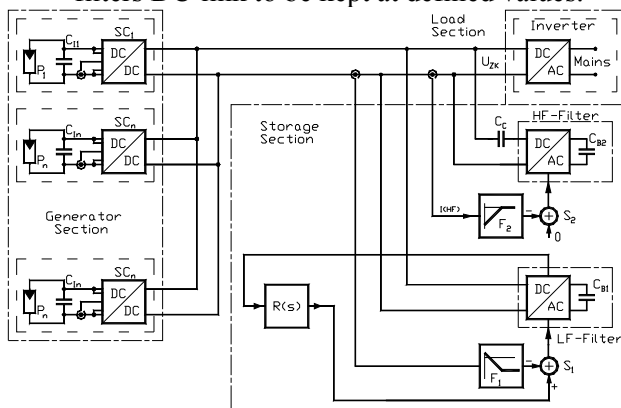 inters DC-link to be kept at defined values.
Load
Section
Inverter
DC
AC
Mains
U_ZK
SC_1
C_I1
P_1
DC
DC
SC_n
C_In
P_n
DC
DC
Generator
Section
SC_n
C_In
P_n
DC
DC
Storage
Section
HF-Filter
C_C
DC
AC
C_B2
I(HF)
F_2
-
S_2
0
DC
AC
C_B1
LF-Filter
R(s)
F_1
-
S_1
+